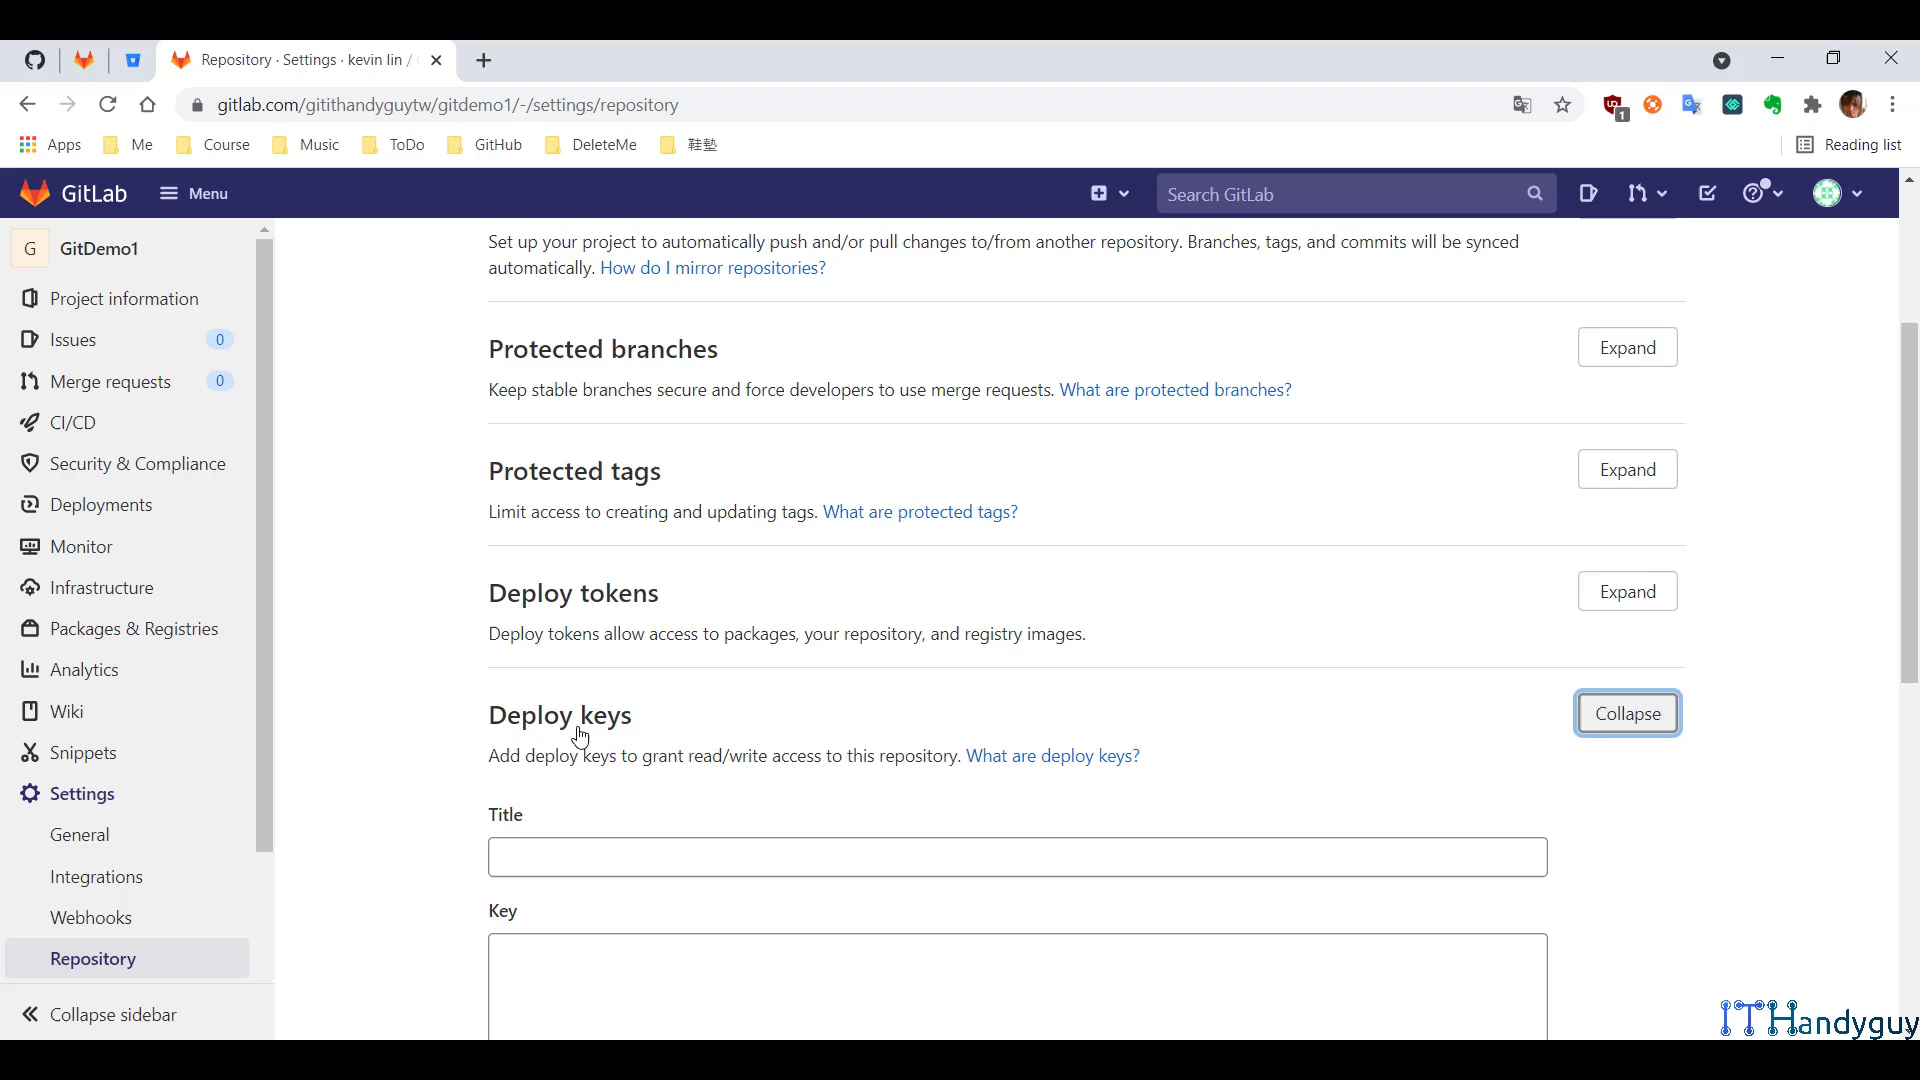 Repository · Settings · kevin lin /
gitlab.com/gitithandyguytw/gitdemo1/-/settings/repository
1
Apps
Me
Course
Music
ToDo
GitHub
DeleteMe
鞋墊
Reading list
GitLab
Menu
Search GitLab
G
GitDemo1
Project information
Issues
0
Merge requests
0
CI/CD
Security & Compliance
Deployments
Monitor
Infrastructure
Packages & Registries
Analytics
Wiki
Snippets
Settings
General
Integrations
Webhooks
Repository
Collapse sidebar
Set up your project to automatically push and/or pull changes to/from another repository. Branches, tags, and commits will be synced
automatically. How do I mirror repositories?
Protected branches
Expand
Keep stable branches secure and force developers to use merge requests. What are protected branches?
Protected tags
Expand
Limit access to creating and updating tags. What are protected tags?
Deploy tokens
Expand
Deploy tokens allow access to packages, your repository, and registry images.
Deploy keys
Collapse
Add deploy keys to grant read/write access to this repository. What are deploy keys?
Title
Key
ITHandyguy